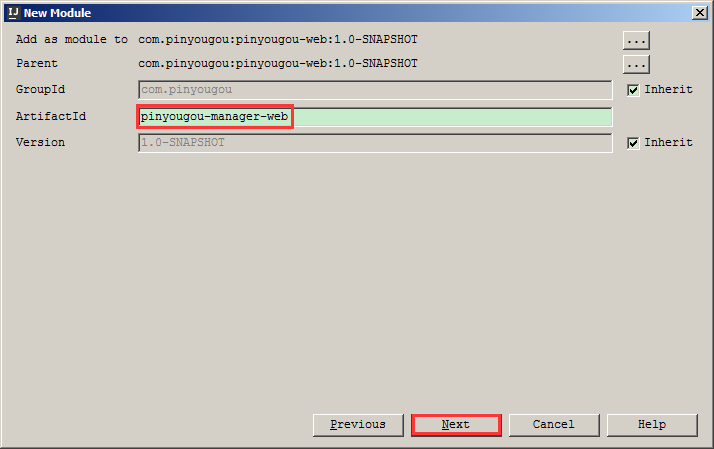 IJ New Module
Add as module to com.pinyougou:pinyougou-web:1.0-SNAPSHOT ...
Parent com.pinyougou:pinyougou-web:1.0-SNAPSHOT ...
GroupId com.pinyougou Inherit
ArtifactId pinyougou-manager-web
Version 1.0-SNAPSHOT Inherit
Previous Next Cancel Help